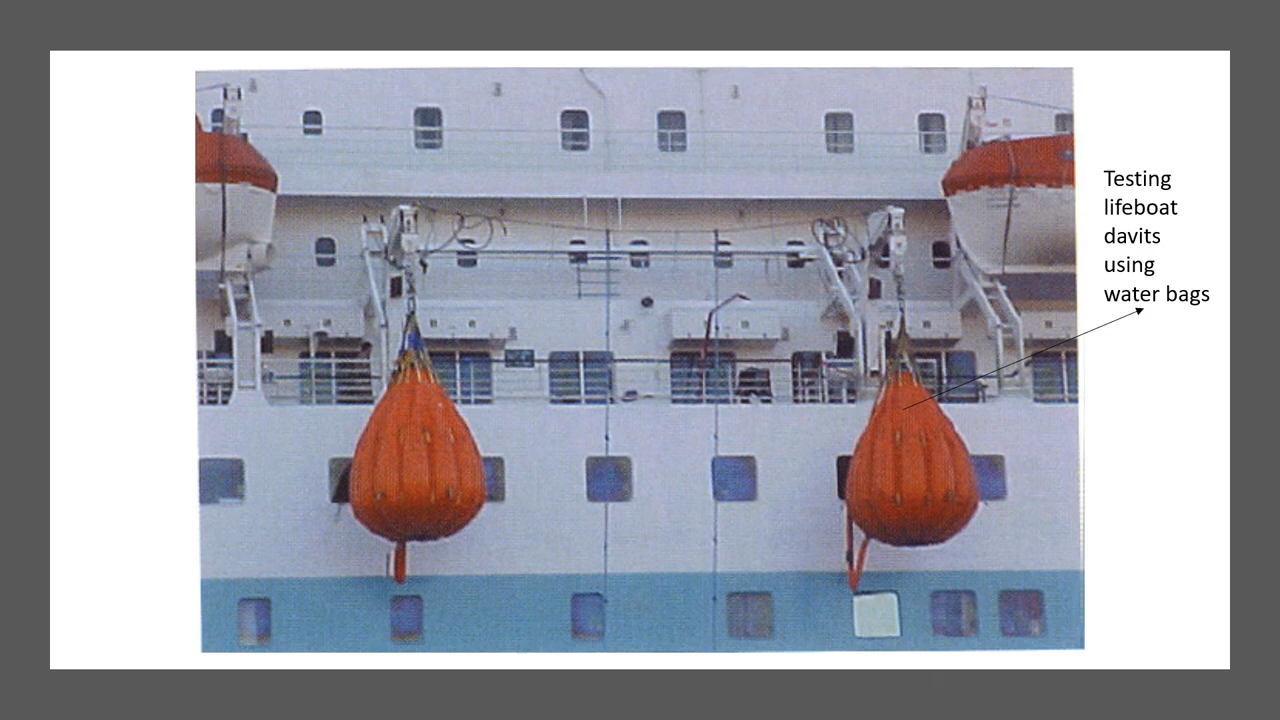 Testing
lifeboat
davits
using
water bags